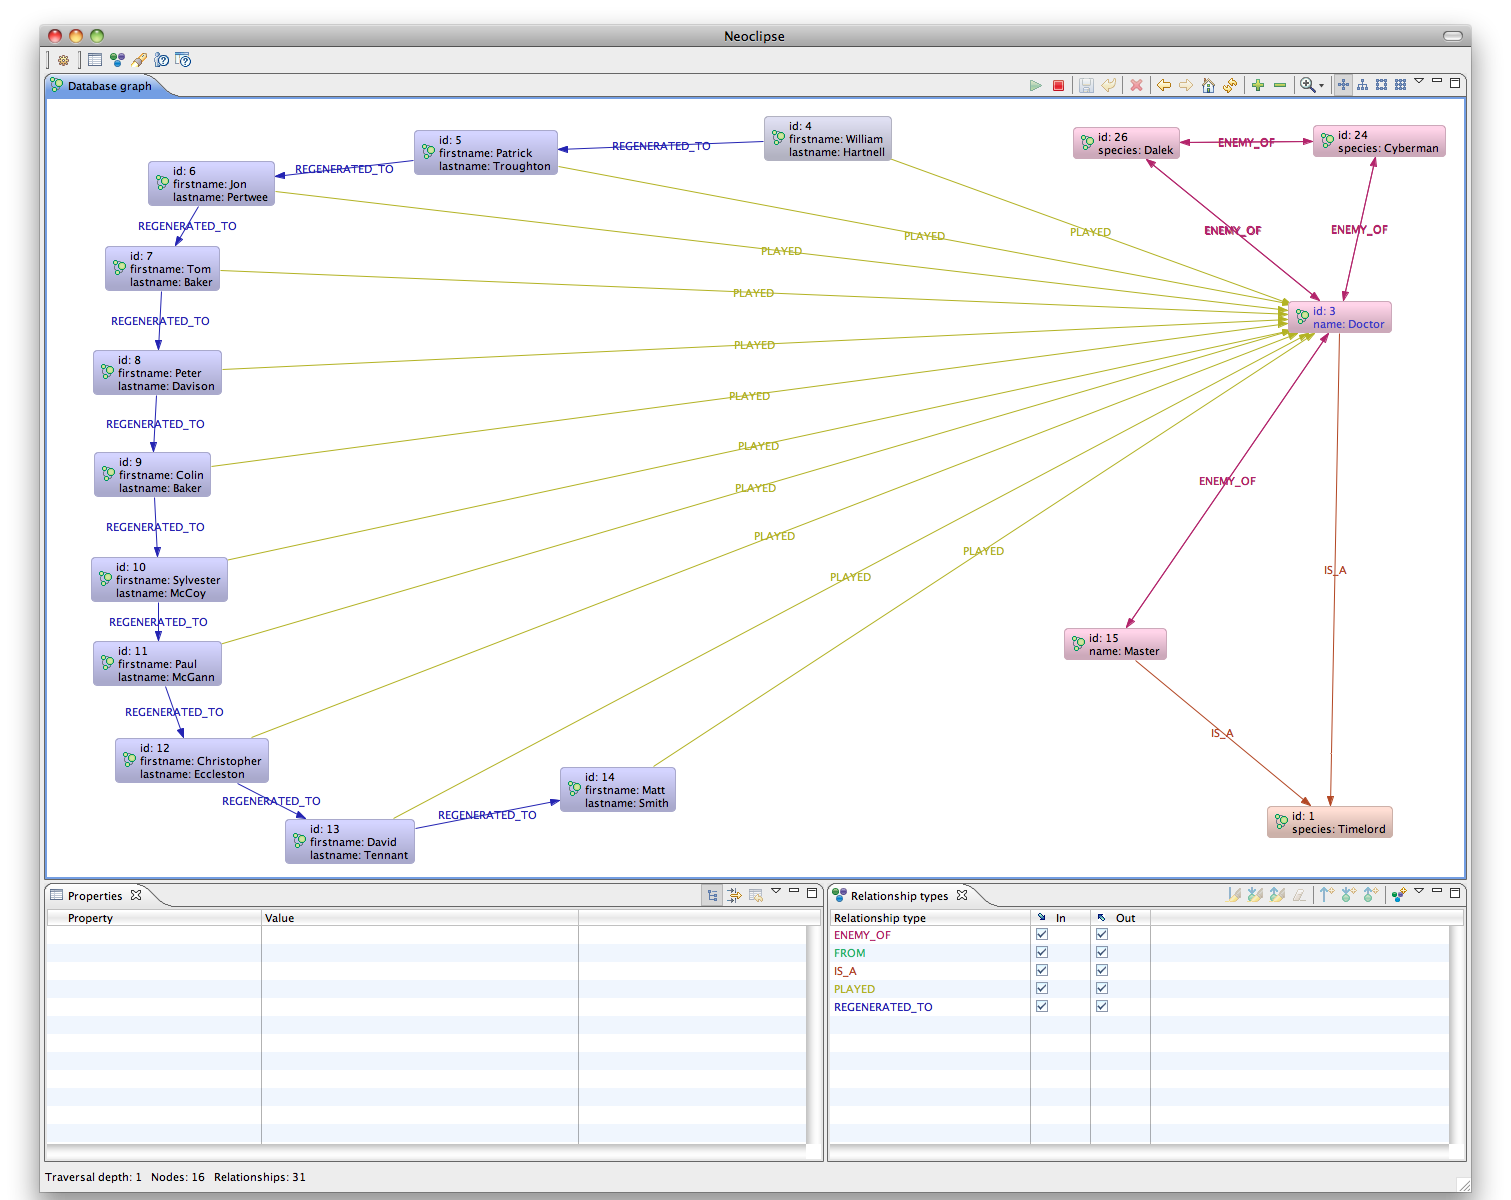 Neoclipse
Database graph
id: 4
firstname: William
lastname: Hartnell
id: 5
firstname: Patrick
lastname: Troughton
id: 26
species: Dalek
id: 24
species: Cyberman
REGENERATED_TO
ENEMY_OF
REGENERATED_TO
id: 6
firstname: Jon
lastname: Pertwee
REGENERATED_TO
PLAYED
PLAYED
PLAYED
ENEMY_OF
ENEMY_OF
id: 7
firstname: Tom
lastname: Baker
PLAYED
id: 3
name: Doctor
REGENERATED_TO
PLAYED
id: 8
firstname: Peter
lastname: Davison
PLAYED
REGENERATED_TO
PLAYED
id: 9
firstname: Colin
lastname: Baker
ENEMY_OF
PLAYED
REGENERATED_TO
PLAYED
PLAYED
id: 10
firstname: Sylvester
lastname: McCoy
PLAYED
IS_A
REGENERATED_TO
id: 11
firstname: Paul
lastname: McGann
id: 15
name: Master
REGENERATED_TO
IS_A
id: 12
firstname: Christopher
lastname: Eccleston
id: 14
firstname: Matt
lastname: Smith
REGENERATED_TO
REGENERATED_TO
id: 13
firstname: David
lastname: Tennant
id: 1
species: Timelord
Properties
Property Value
Relationship types
Relationship type In Out
ENEMY_OF
FROM
IS_A
PLAYED
REGENERATED_TO
Traversal depth: 1 Nodes: 16 Relationships: 31